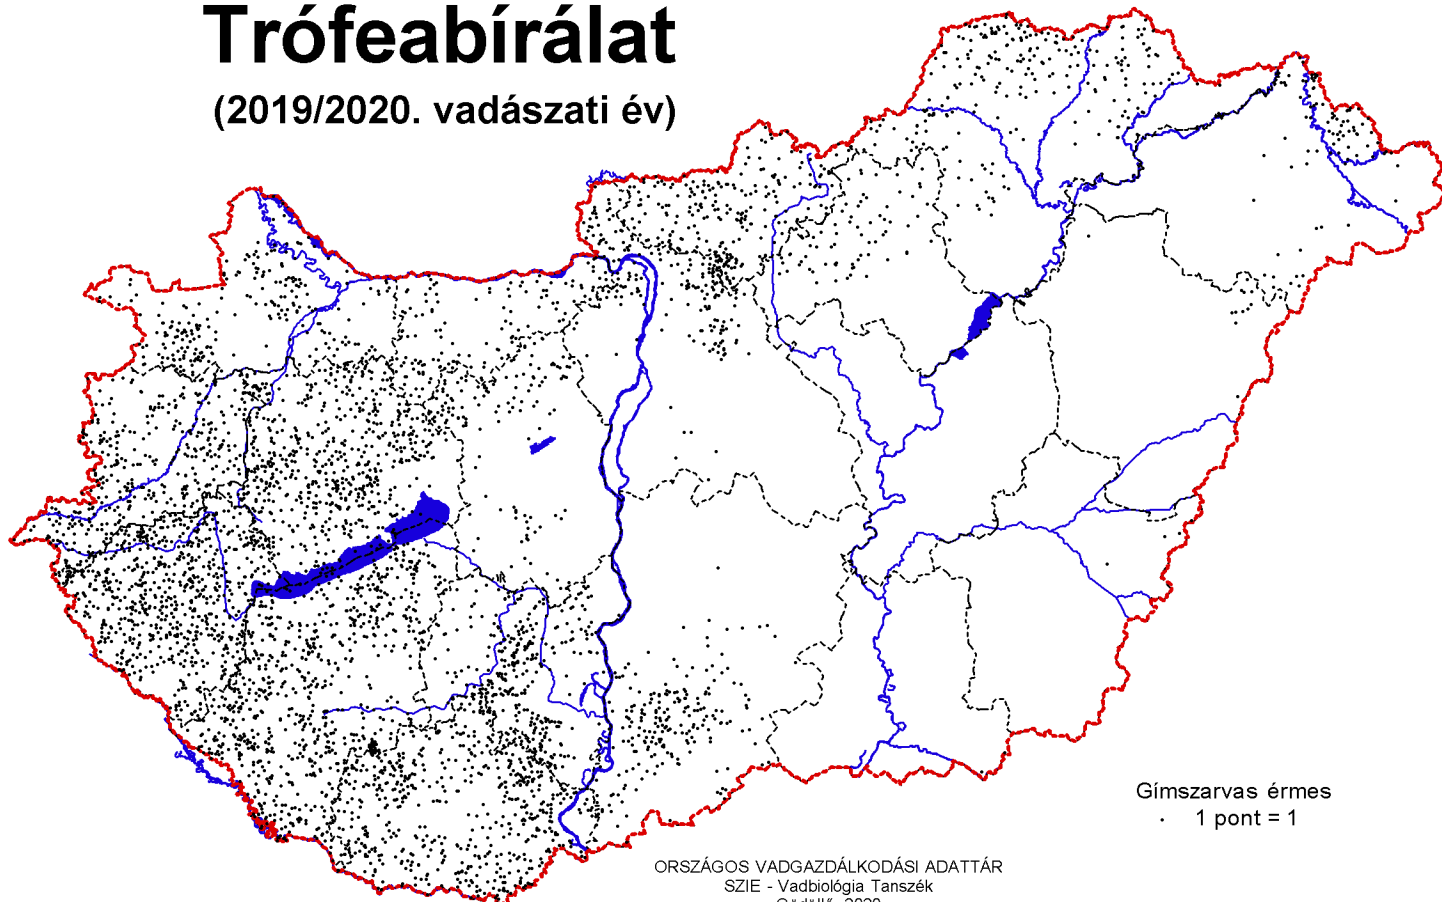 Trófeabírálat
(2019/2020. vadászati év)
Gímszarvas érmes
1 pont = 1
ORSZÁGOS VADGAZDÁLKODÁSI ADATTÁR
SZIE - Vadbiológia Tanszék